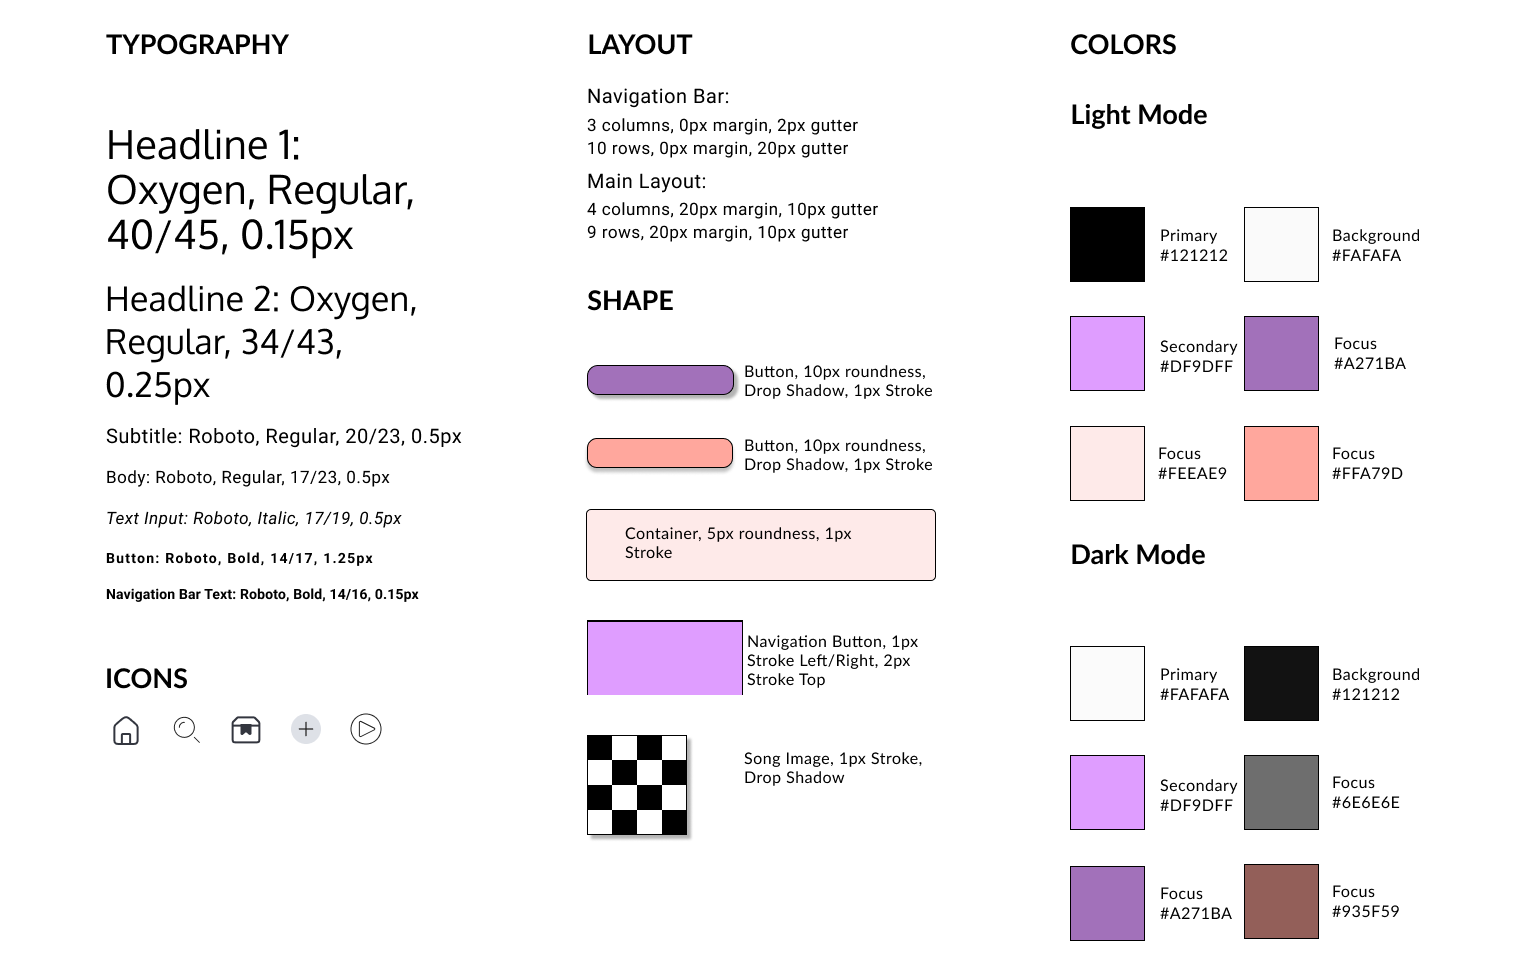 TYPOGRAPHY
Headline 1:
Oxygen, Regular,
40/45, 0.15px
Headline 2: Oxygen,
Regular, 34/43,
0.25px
Subtitle: Roboto, Regular, 20/23, 0.5px
Body: Roboto, Regular, 17/23, 0.5px
Text Input: Roboto, Italic, 17/19, 0.5px
Button: Roboto, Bold, 14/17, 1.25px
Navigation Bar Text: Roboto, Bold, 14/16, 0.15px
ICONS
LAYOUT
Navigation Bar:
3 columns, 0px margin, 2px gutter
10 rows, 0px margin, 20px gutter
Main Layout:
4 columns, 20px margin, 10px gutter
9 rows, 20px margin, 10px gutter
SHAPE
Button, 10px roundness,
Drop Shadow, 1px Stroke
Button, 10px roundness,
Drop Shadow, 1px Stroke
Container, 5px roundness, 1px
Stroke
Navigation Button, 1px
Stroke Left/Right, 2px
Stroke Top
Song Image, 1px Stroke,
Drop Shadow
COLORS
Light Mode
Primary
#121212
Background
#FAFAFA
Secondary
#DF9DFF
Focus
#A271BA
Focus
#FEEAE9
Focus
#FFA79D
Dark Mode
Primary
#FAFAFA
Background
#121212
Secondary
#DF9DFF
Focus
#6E6E6E
Focus
#A271BA
Focus
#935F59